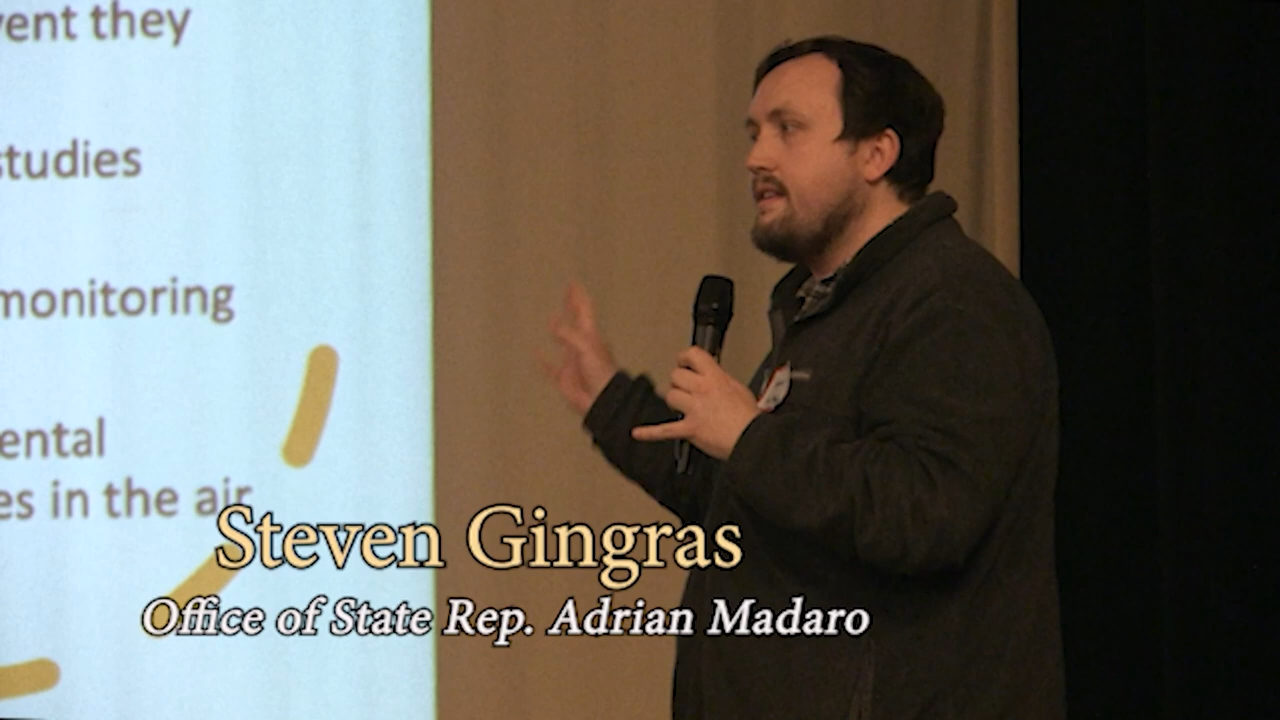 vent they
studies
monitoring
ental
es in the air
Steven Gingras
Office of State Rep. Adrian Madaro